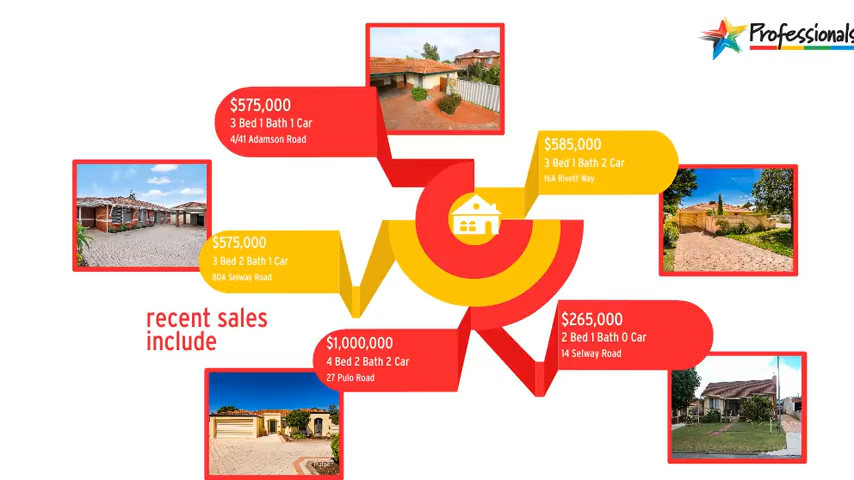 Professionals
$575,000
3 Bed 1 Bath 1 Car
4/41 Adamson Road
$585,000
3 Bed 1 Bath 2 Car
16A Rivett Way
$575,000
3 Bed 2 Bath 1 Car
80A Selway Road
recent sales
include
$1,000,000
4 Bed 2 Bath 2 Car
27 Pulo Road
$265,000
2 Bed 1 Bath 0 Car
14 Selway Road